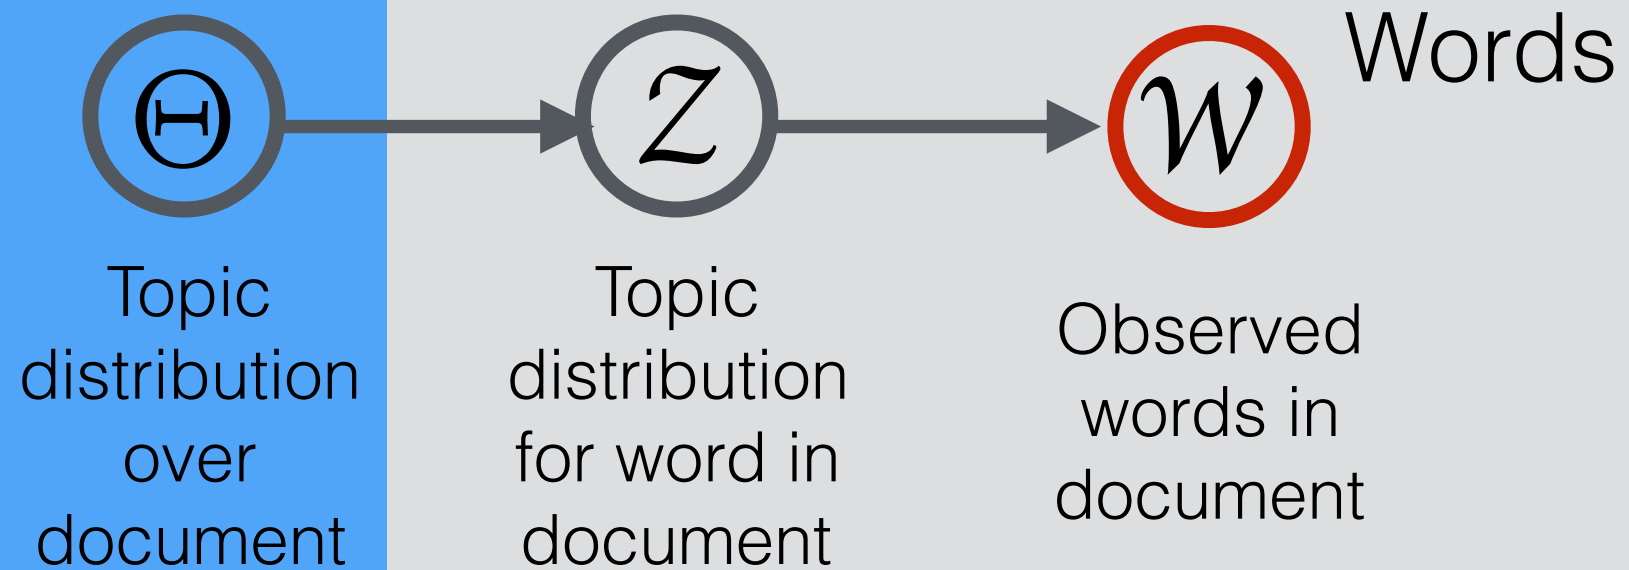 Θ
Z
W
Words
Topic
distribution
over
document
Topic
distribution
for word in
document
Observed
words in
document